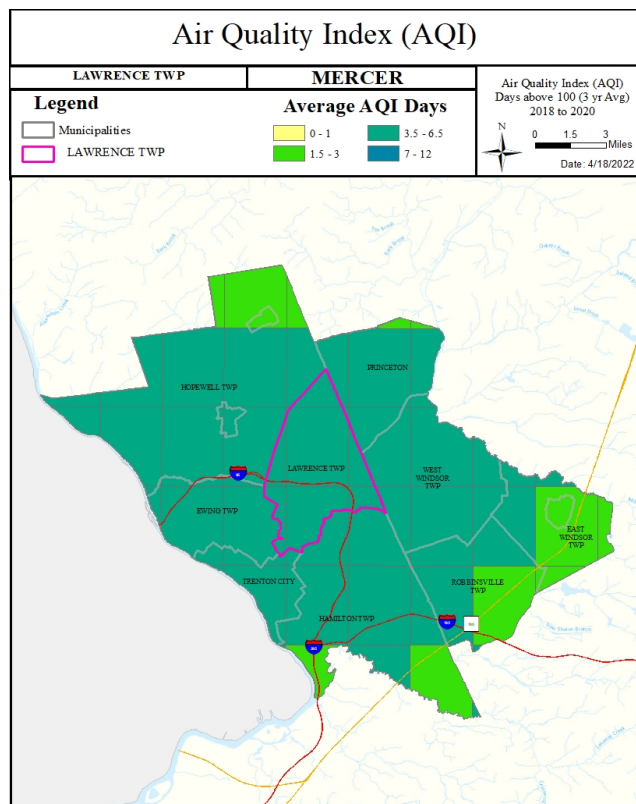 Air Quality Index (AQI)
LAWRENCE TWP
MERCER
Legend
Municipalities
LAWRENCE TWP
Average AQI Days
0 - 1
3.5 - 6.5
1.5 - 3
7 - 12
Air Quality Index (AQI)
Days above 100 (3 yr Avg)
2018 to 2020
N
0 1.5 3
Miles
Date: 4/18/2022
PRINCETON
HOPEWELL TWP
LAWRENCE TWP
WEST
WINDSOR
TWP
EWING TWP
EAST
WINDSOR
TWP
TRENTON CITY
ROBBINSVILLE
TWP
HAMILTON TWP